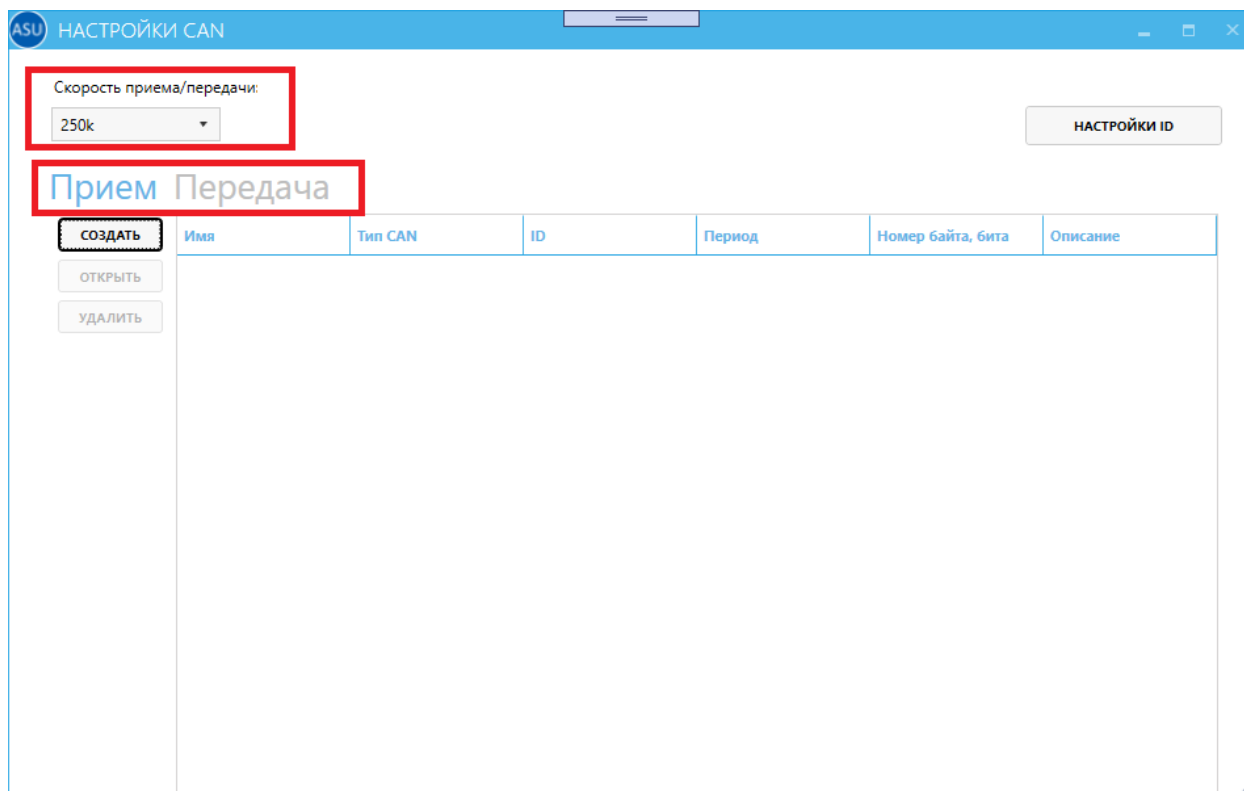 ASU НАСТРОЙКИ CAN
Скорость приема/передачи:
250k
НАСТРОЙКИ ID
Прием Передача
СОЗДАТЬ
Имя Тип CAN ID Период Номер байта, бита Описание
ОТКРЫТЬ
УДАЛИТЬ